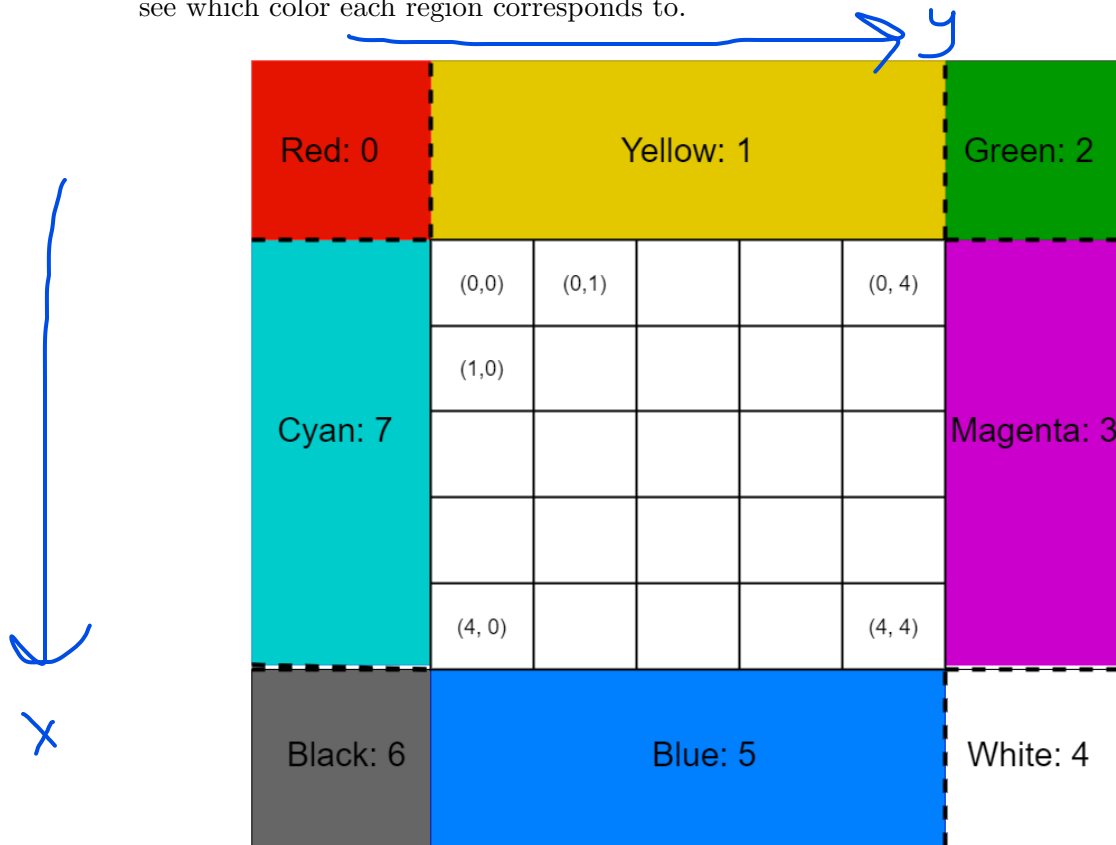 see which color each region corresponds to.
y
Red: 0 Yellow: 1 Green: 2
(0,0) (0,1) (0, 4)
(1,0)
Cyan: 7 Magenta: 3
(4, 0) (4, 4)
x
Black: 6 Blue: 5 White: 4